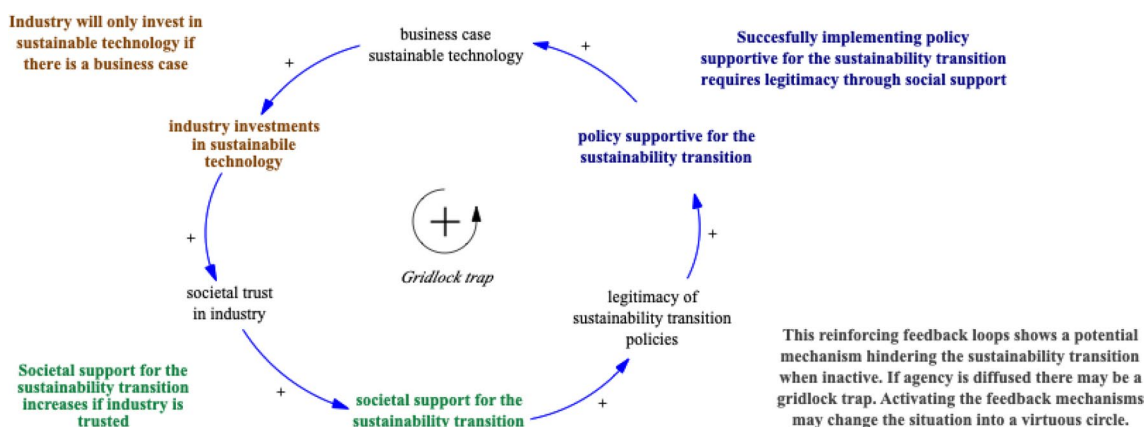 Industry will only invest in
sustainable technology if
there is a business case
business case
sustainable technology
Succesfully implementing policy
supportive for the sustainability transition
requires legitimacy through social support
+
+
industry investments
in sustainabile
technology
policy supportive for the
sustainability transition
+
Gridlock trap
+
+
societal trust
in industry
legitimacy of
sustainability transition
policies
Societal support for the
sustainability transition
increases if industry is
trusted
+
societal support for the
sustainability transition
+
This reinforcing feedback loops shows a potential
mechanism hindering the sustainability transition
when inactive. If agency is diffused there may be a
gridlock trap. Activating the feedback mechanisms
may change the situation into a virtuous circle.